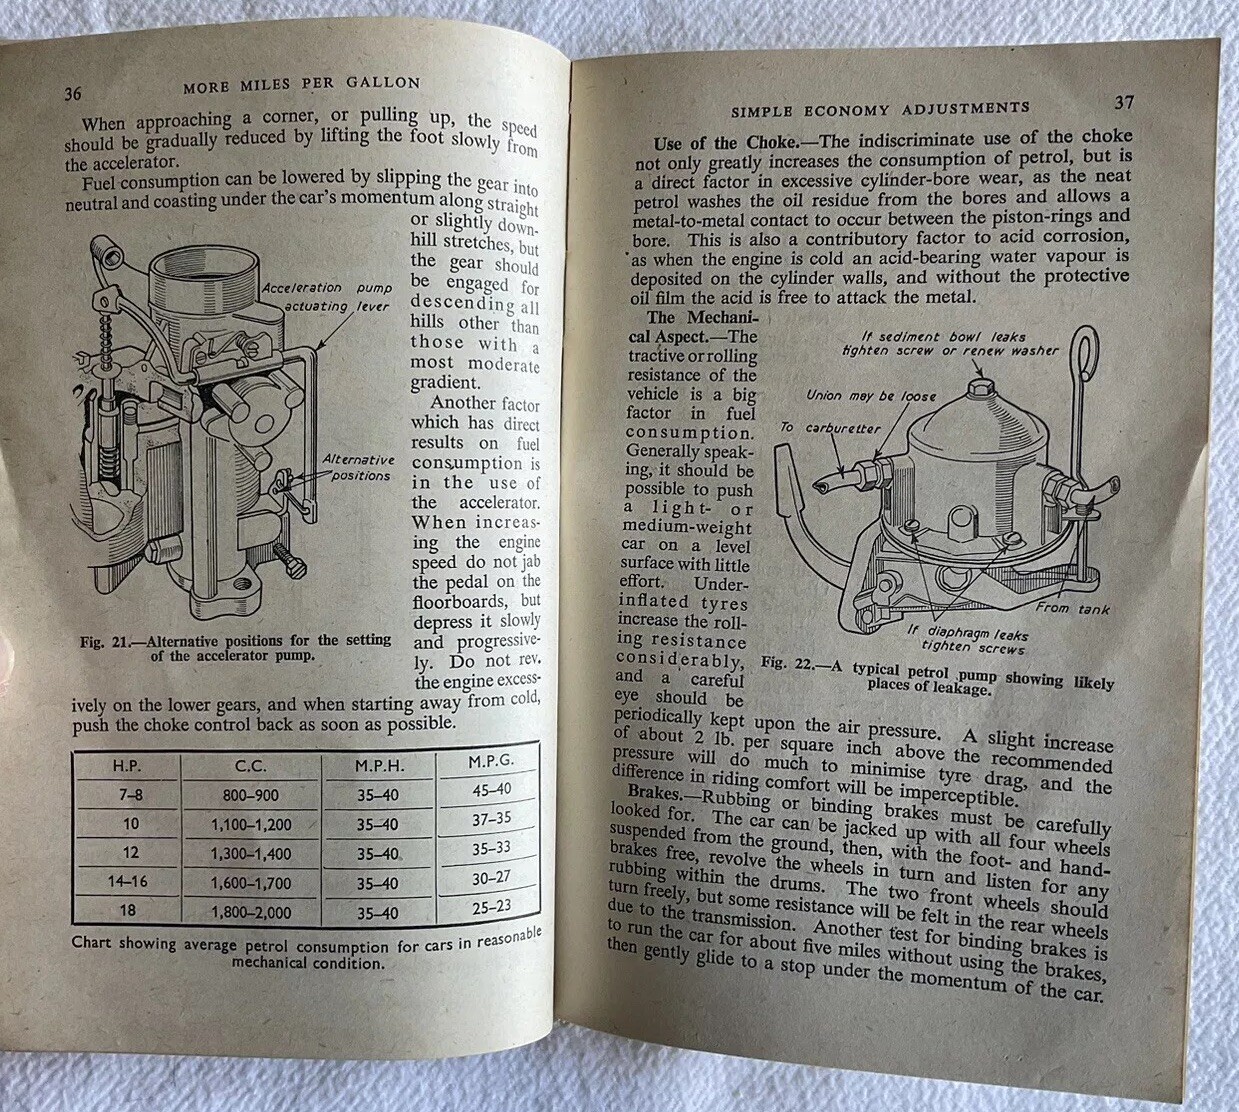 36
MORE MILES PER GALLON
When approaching a corner, or pulling up, the speed
should be gradually reduced by lifting the foot slowly from
the accelerator.
Fuel consumption can be lowered by slipping the gear into
neutral and coasting under the car's momentum along straight
or slightly down-
hill stretches, but
the gear should
be engaged for
descending all
hills other than
those with a
most moderate
gradient.
Another factor
which has direct
results on fuel
consumption is
in the use of
the accelerator.
When increas-
ing the engine
speed do not jab
the pedal on the
floorboards, but
depress it slowly
and progressive-
ly. Do not rev.
the engine excess-
Acceleration pump
actuating lever
Alternative
positions
Fig. 21.—Alternative positions for the setting
of the accelerator pump.
ively on the lower gears, and when starting away from cold,
push the choke control back as soon as possible.
H.P. C.C. M.P.H. M.P.G.
7–8 800–900 35–40 45–40
10 1,100–1,200 35–40 37–35
12 1,300–1,400 35–40 35–33
14–16 1,600–1,700 35–40 30–27
18 1,800–2,000 35–40 25–23
Chart showing average petrol consumption for cars in reasonable
mechanical condition.
SIMPLE ECONOMY ADJUSTMENTS
37
Use of the Choke.—The indiscriminate use of the choke
not only greatly increases the consumption of petrol, but is
a direct factor in excessive cylinder-bore wear, as the neat
petrol washes the oil residue from the bores and allows a
metal-to-metal contact to occur between the piston-rings and
bore. This is also a contributory factor to acid corrosion,
as when the engine is cold an acid-bearing water vapour is
deposited on the cylinder walls, and without the protective
oil film the acid is free to attack the metal.
The Mechani-
cal Aspect.—The
tractive or rolling
resistance of the
vehicle is a big
factor in fuel
consumption.
Generally speak-
ing, it should be
possible to push
a light- or
medium-weight
car on a level
surface with little
effort. Under-
inflated tyres
increase the roll-
ing resistance
considerably,
and a careful
eye should be
If sediment bowl leaks
tighten screw or renew washer
Union may be loose
To carburetter
From tank
If diaphragm leaks
tighten screws
Fig. 22.—A typical petrol pump showing likely
places of leakage.
periodically kept upon the air pressure. A slight increase
of about 2 lb. per square inch above the recommended
pressure will do much to minimise tyre drag, and the
difference in riding comfort will be imperceptible.
Brakes.—Rubbing or binding brakes must be carefully
looked for. The car can be jacked up with all four wheels
suspended from the ground, then, with the foot- and hand-
brakes free, revolve the wheels in turn and listen for any
rubbing within the drums. The two front wheels should
turn freely, but some resistance will be felt in the rear wheels
due to the transmission. Another test for binding brakes is
to run the car for about five miles without using the brakes,
then gently glide to a stop under the momentum of the car.